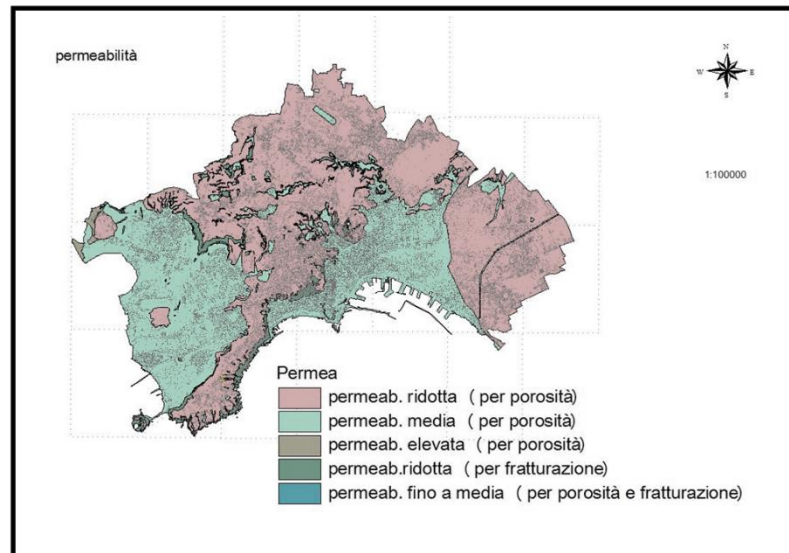 permeabilità
N
W E
S
1:100000
Permea
permeab. ridotta ( per porosità)
permeab. media ( per porosità)
permeab. elevata ( per porosità)
permeab.ridotta ( per fratturazione)
permeab. fino a media ( per porosità e fratturazione)